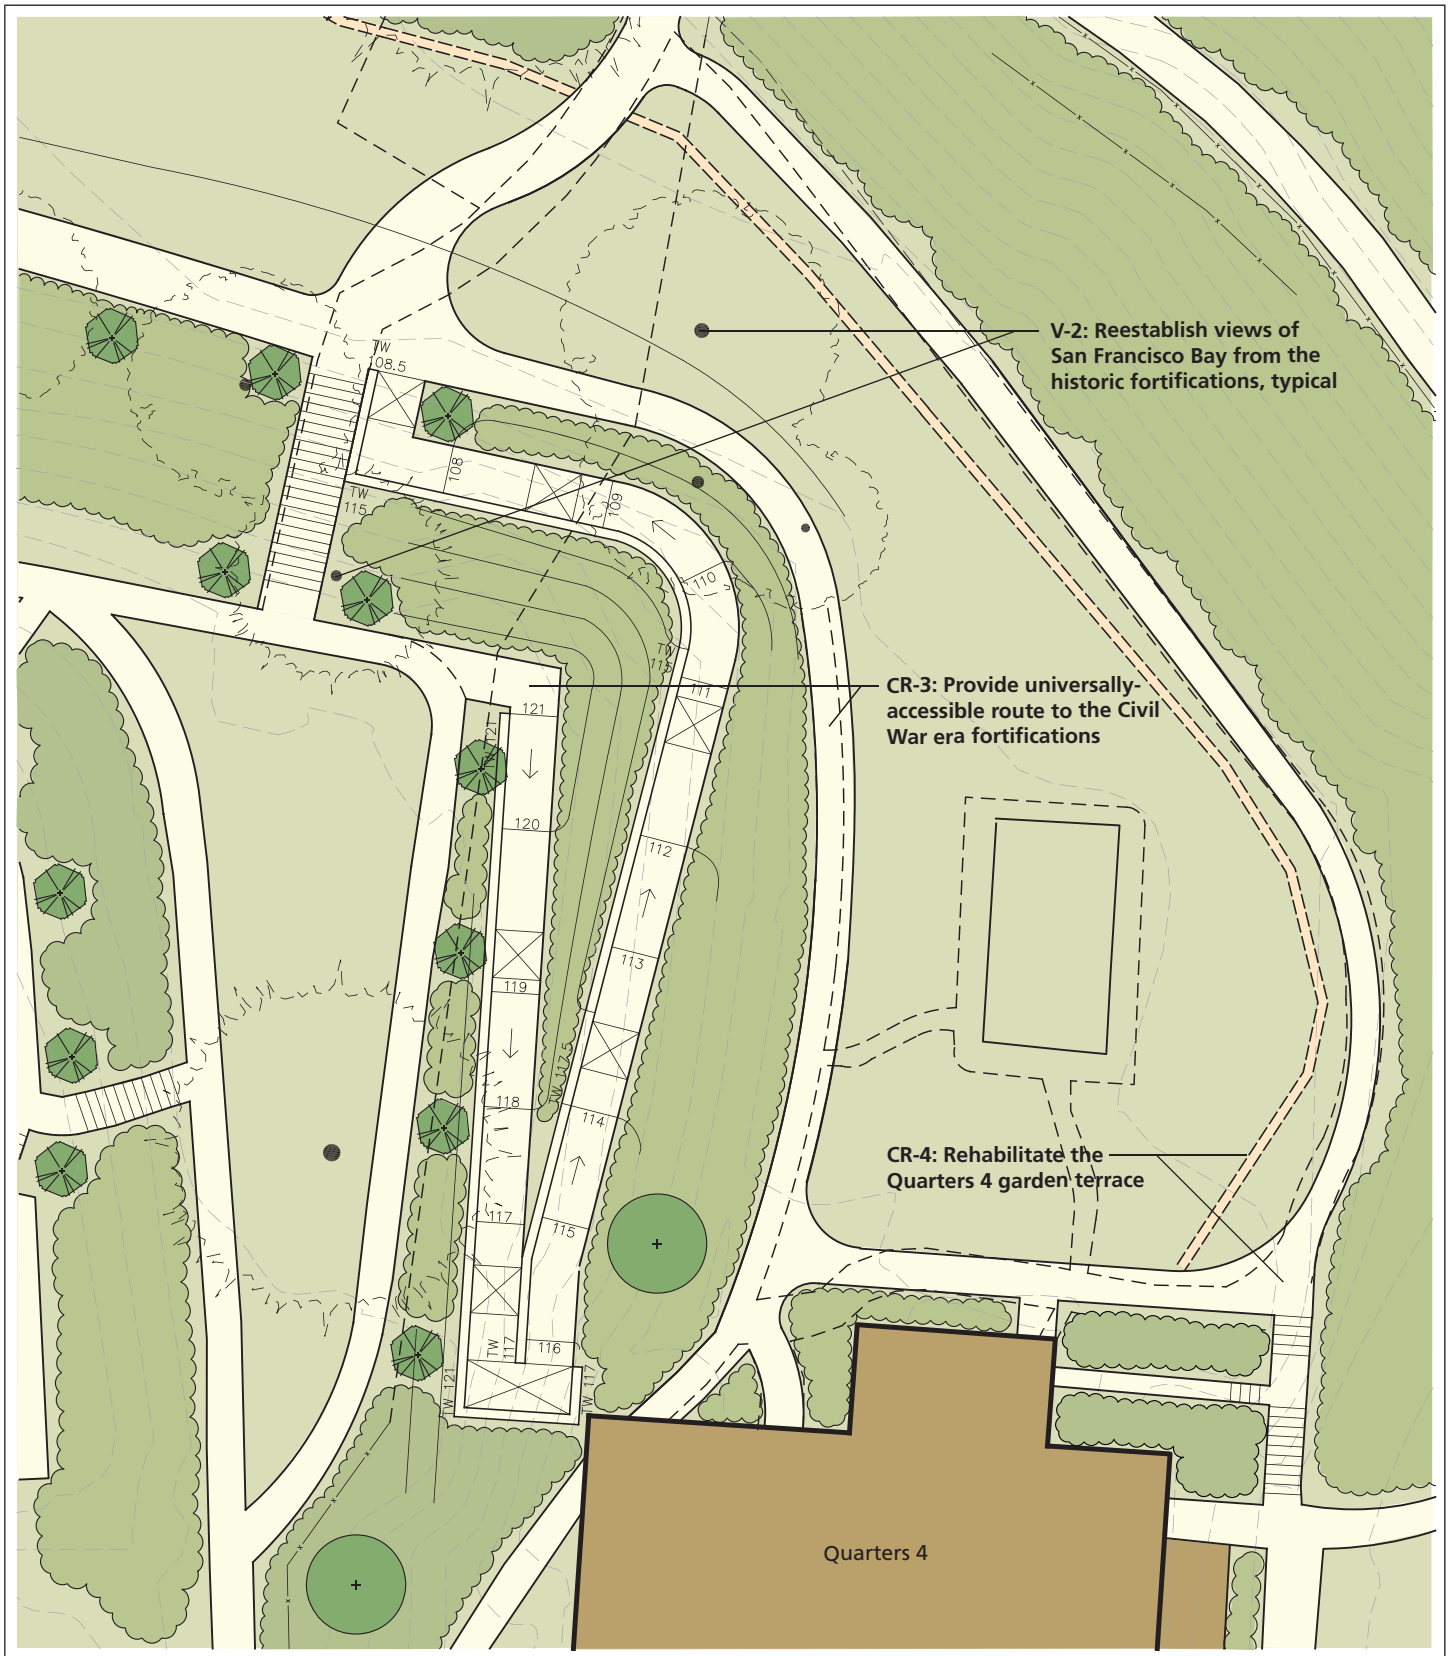 TW
108.5
V-2: Reestablish views of
San Francisco Bay from the
historic fortifications, typical
108
109
TW
115
110
TW
115
111
CR-3: Provide universally-
accessible route to the Civil
War era fortifications
121
TW 121
120
112
113
119
TW 117.5
118
114
CR-4: Rehabilitate the
Quarters 4 garden terrace
117
115
TW
117
116
TW 121
TW 117
Quarters 4